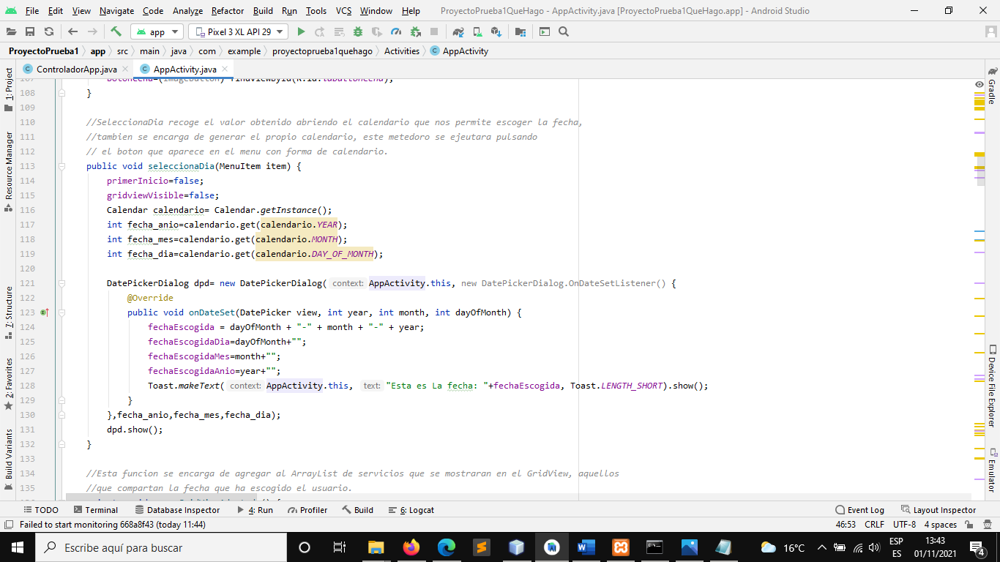 File Edit View Navigate Code Analyze Refactor Build Run Tools VCS Window Help ProyectoPrueba1QueHago - AppActivity.java [ProyectoPrueba1QueHago.app] - Android Studio
app Pixel 3 XL API 29
ProyectoPrueba1 app src main java com example proyectoprueba1quehago Activities AppActivity
ControladorApp.java AppActivity.java
1: Project
Resource Manager
7: Structure
2: Favorites
Build Variants
108 }
109
110 //SeleccionaDia recoge el valor obtenido abriendo el calendario que nos permite escoger la fecha,
111 //tambien se encarga de generar el propio calendario, este metedoro se ejeutara pulsando
112 // el boton que aparece en el menu con forma de calendario.
113 public void seleccionaDia(MenuItem item) {
114 primerInicio=false;
115 gridviewVisible=false;
116 Calendar calendario= Calendar.getInstance();
117 int fecha_anio=calendario.get(calendario.YEAR);
118 int fecha_mes=calendario.get(calendario.MONTH);
119 int fecha_dia=calendario.get(calendario.DAY_OF_MONTH);
120
121 DatePickerDialog dpd= new DatePickerDialog( context: AppActivity.this, new DatePickerDialog.OnDateSetListener() {
122 @Override
123 public void onDateSet(DatePicker view, int year, int month, int dayOfMonth) {
124 fechaEscogida = dayOfMonth + "-" + month + "-" + year;
125 fechaEscogidaDia=dayOfMonth+"";
126 fechaEscogidaMes=month+"";
127 fechaEscogidaAnio=year+"";
128 Toast.makeText( context: AppActivity.this, text: "Esta es La fecha: "+fechaEscogida, Toast.LENGTH_SHORT).show();
129 }
130 },fecha_anio,fecha_mes,fecha_dia);
131 dpd.show();
132 }
133
134 //Esta funcion se encarga de agregar al ArrayList de servicios que se mostraran en el GridView, aquellos
135 //que compartan la fecha que ha escogido el usuario.
Gradle
Device File Explorer
Emulator
TODO Terminal Database Inspector 4: Run Profiler Build 6: Logcat Event Log Layout Inspector
Failed to start monitoring 668a8f43 (today 11:44) 46:53 CRLF UTF-8 4 spaces
Escribe aquí para buscar 16°C ESP 13:43
ES 01/11/2021 4